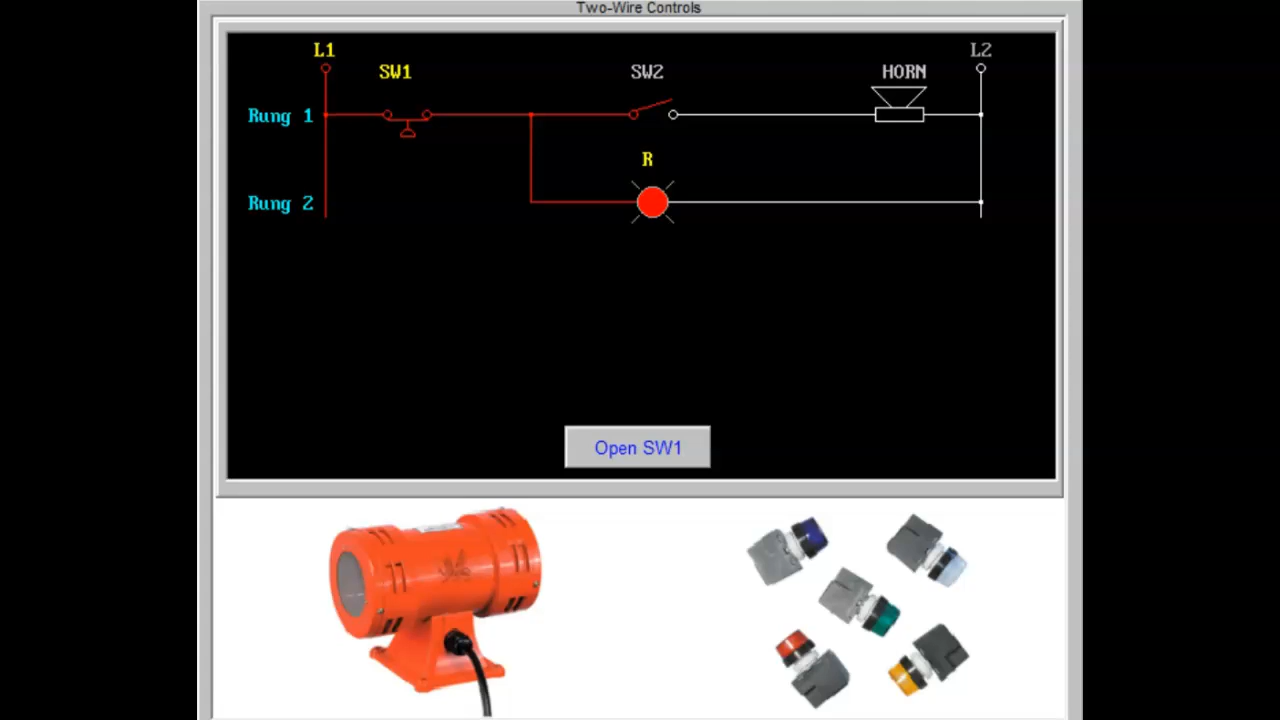 Two-Wire Controls
L1
L2
SW1
SW2
HORN
Rung 1
R
Rung 2
Open SW1